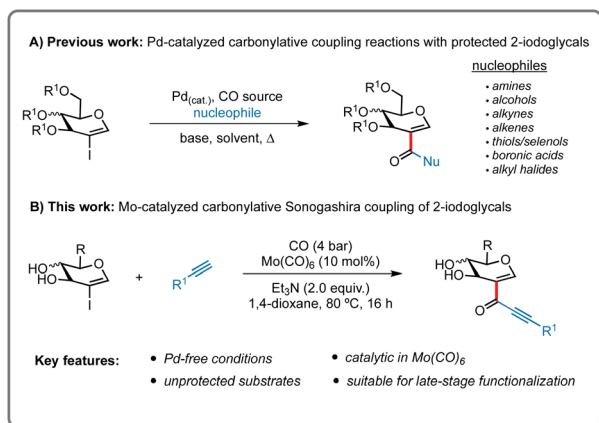 A) Previous work: Pd-catalyzed carbonylative coupling reactions with protected 2-iodoglycals
OR¹
R¹O
R¹O
O
I
Pd(cat.), CO source
nucleophile
base, solvent, Δ
OR¹
R¹O
R¹O
O
O
Nu
nucleophiles
• amines
• alcohols
• alkynes
• alkenes
• thiols/selenols
• boronic acids
• alkyl halides
B) This work: Mo-catalyzed carbonylative Sonogashira coupling of 2-iodoglycals
R
HO
HO
O
I
+
R¹
CO (4 bar)
Mo(CO)₆ (10 mol%)
Et₃N (2.0 equiv.)
1,4-dioxane, 80 ºC, 16 h
R
HO
HO
O
O
R¹
Key features:
• Pd-free conditions
• catalytic in Mo(CO)₆
• unprotected substrates
• suitable for late-stage functionalization